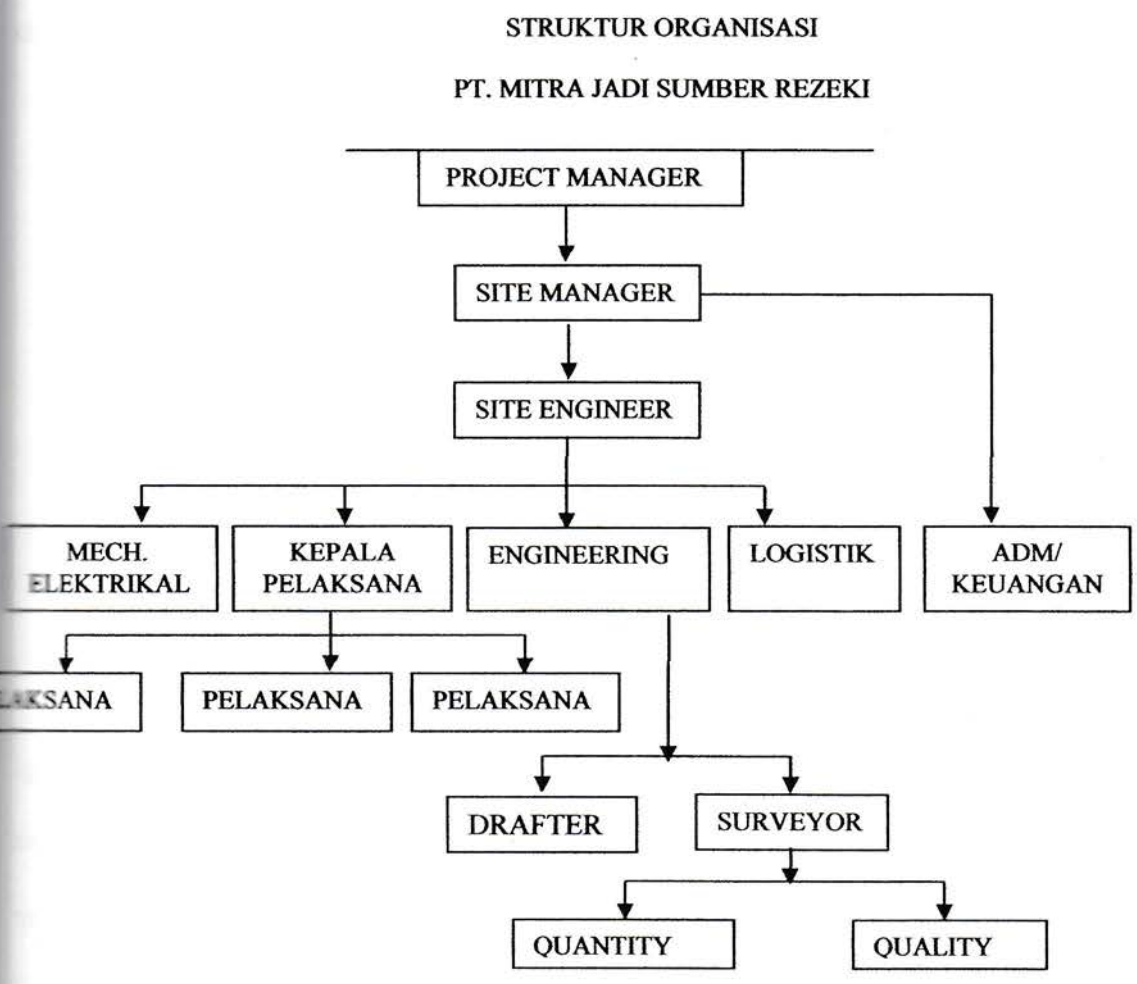 STRUKTUR ORGANISASI
PT. MITRA JADI SUMBER REZEKI
PROJECT MANAGER
SITE MANAGER
SITE ENGINEER
MECH.
ELEKTRIKAL
KEPALA
PELAKSANA
ENGINEERING
LOGISTIK
ADM/
KEUANGAN
LAKSANA
PELAKSANA
PELAKSANA
DRAFTER
SURVEYOR
QUANTITY
QUALITY